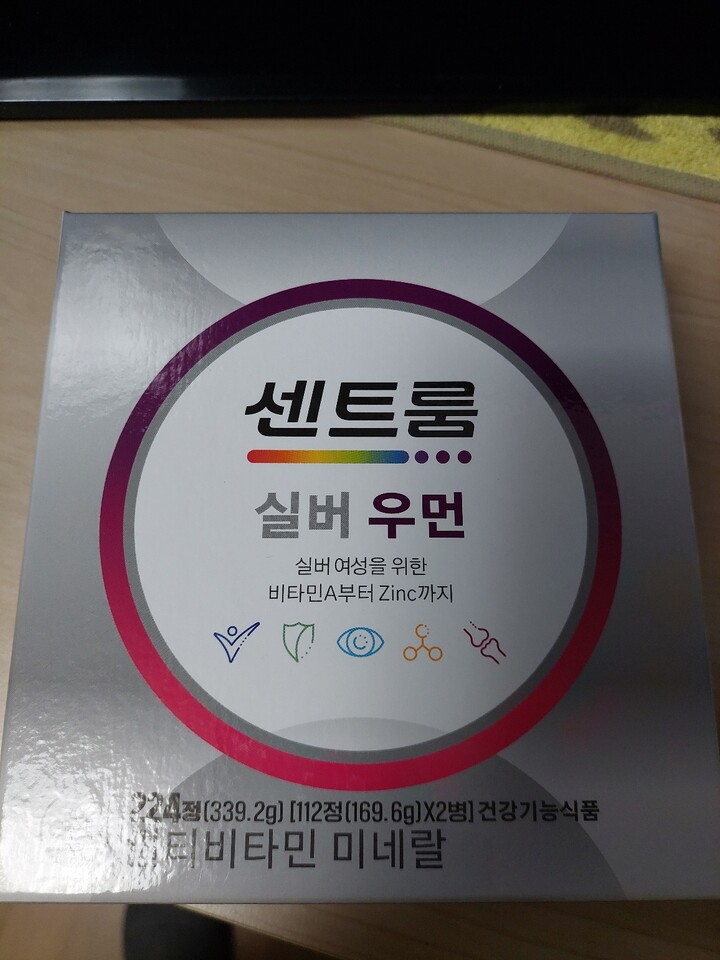 센트룸
실버 우먼
실버 여성을 위한
비타민A부터 Zinc까지
224정(339.2g) [112정(169.6g)X2병] 건강기능식품
멀티비타민 미네랄